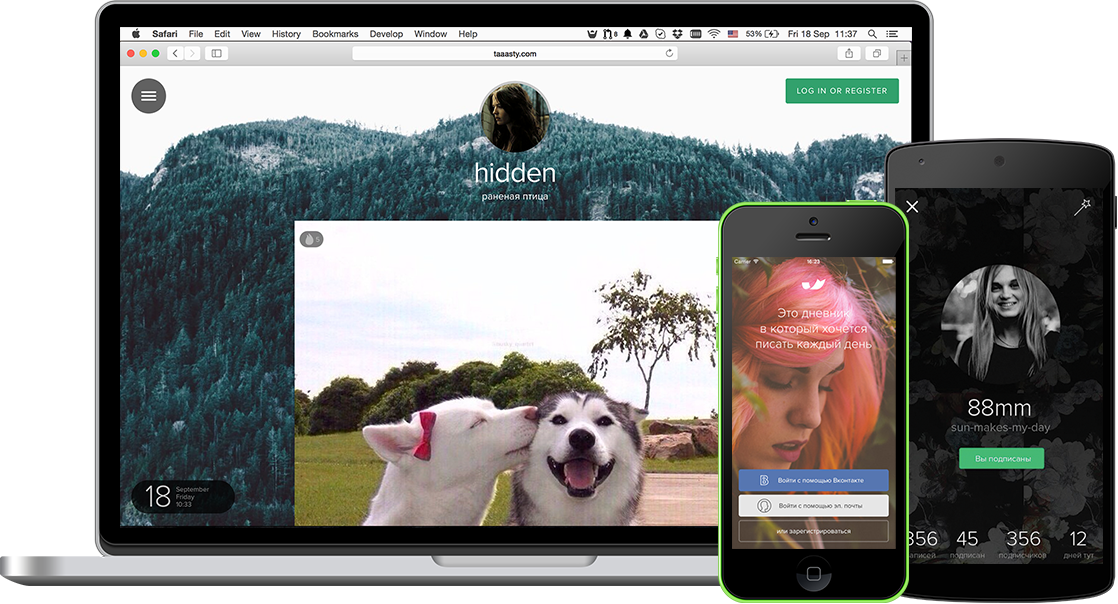 Safari File Edit View History Bookmarks Develop Window Help
8
53%
Fri 18 Sep 11:37
taaasty.com
LOG IN OR REGISTER
hidden
раненая птица
5
18
September
Friday
10:33
Carrier
16:23
Это дневник,
в который хочется
писать каждый день
Войти с помощью Вконтакте
Войти с помощью эл. почты
или зарегистрироваться
88mm
sun-makes-my-day
Вы подписаны
356 45 356 12
записей подписан подписчиков дней тут